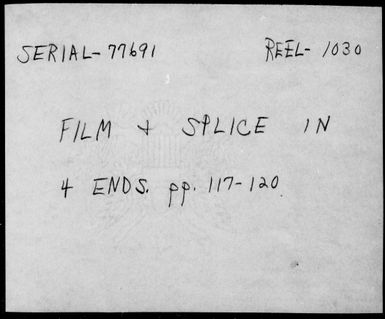 SERIAL-77691 REEL-1030
FILM & SPLICE IN
4 ENDS. pp. 117-120